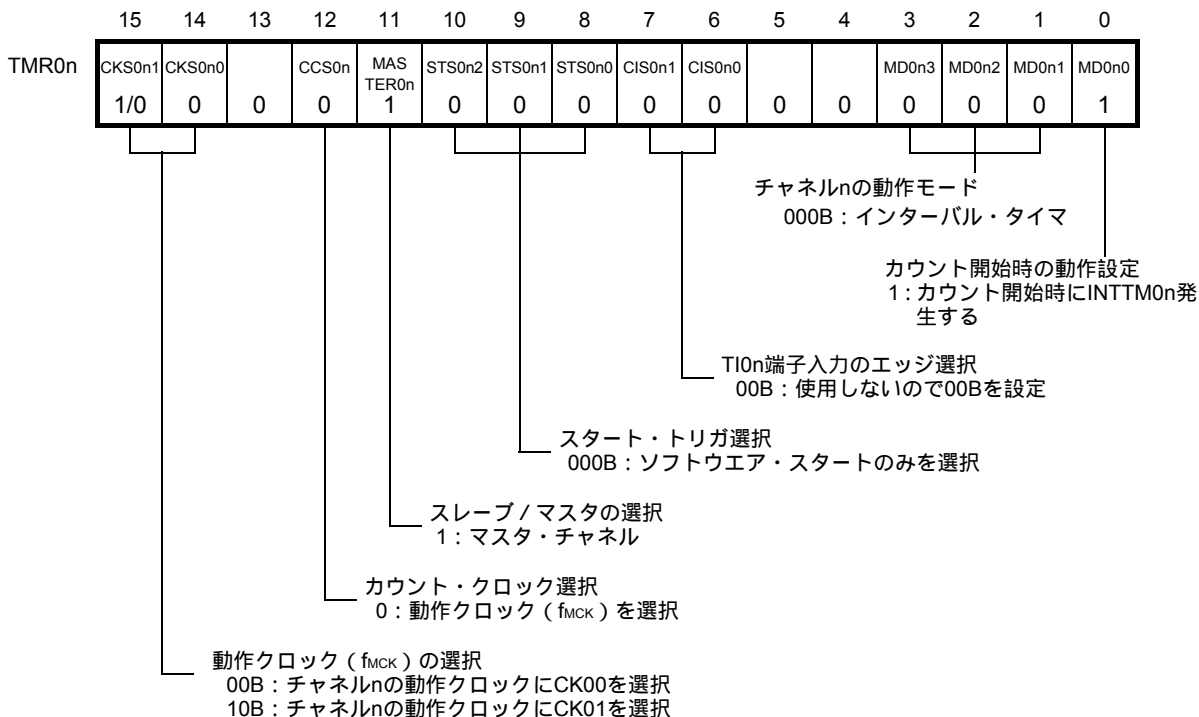 15 14 13 12 11 10 9 8 7 6 5 4 3 2 1 0
TMR0n CKS0n1 CKS0n0 CCS0n MAS TER0n STS0n2 STS0n1 STS0n0 CIS0n1 CIS0n0 MD0n3 MD0n2 MD0n1 MD0n0
1/0 0 0 0 1 0 0 0 0 0 0 0 0 0 0 1
チャネルnの動作モード
000B：インターバル・タイマ
カウント開始時の動作設定
1：カウント開始時にINTTM0n発
生する
TI0n端子入力のエッジ選択
00B：使用しないので00Bを設定
スタート・トリガ選択
000B：ソフトウエア・スタートのみを選択
スレーブ／マスタの選択
1：マスタ・チャネル
カウント・クロック選択
0：動作クロック（fMCK）を選択
動作クロック（fMCK）の選択
00B：チャネルnの動作クロックにCK00を選択
10B：チャネルnの動作クロックにCK01を選択